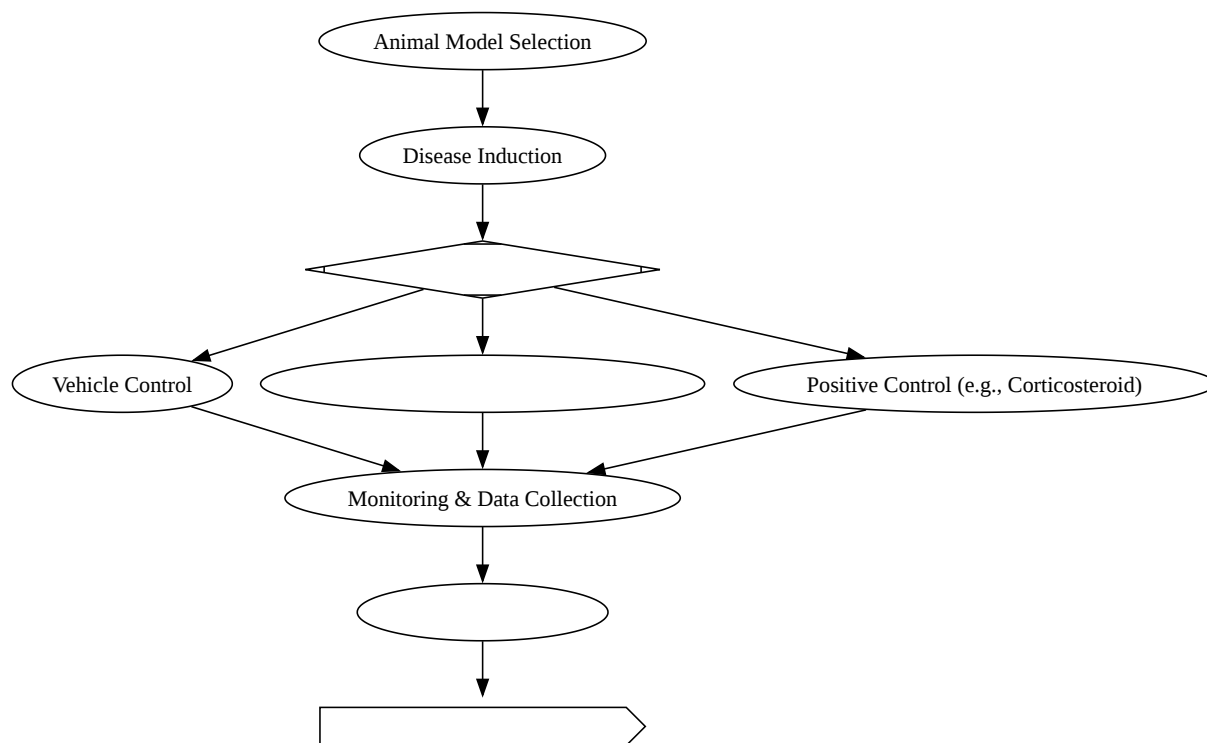 Animal Model Selection
Disease Induction
Vehicle Control
Positive Control (e.g., Corticosteroid)
Monitoring & Data Collection